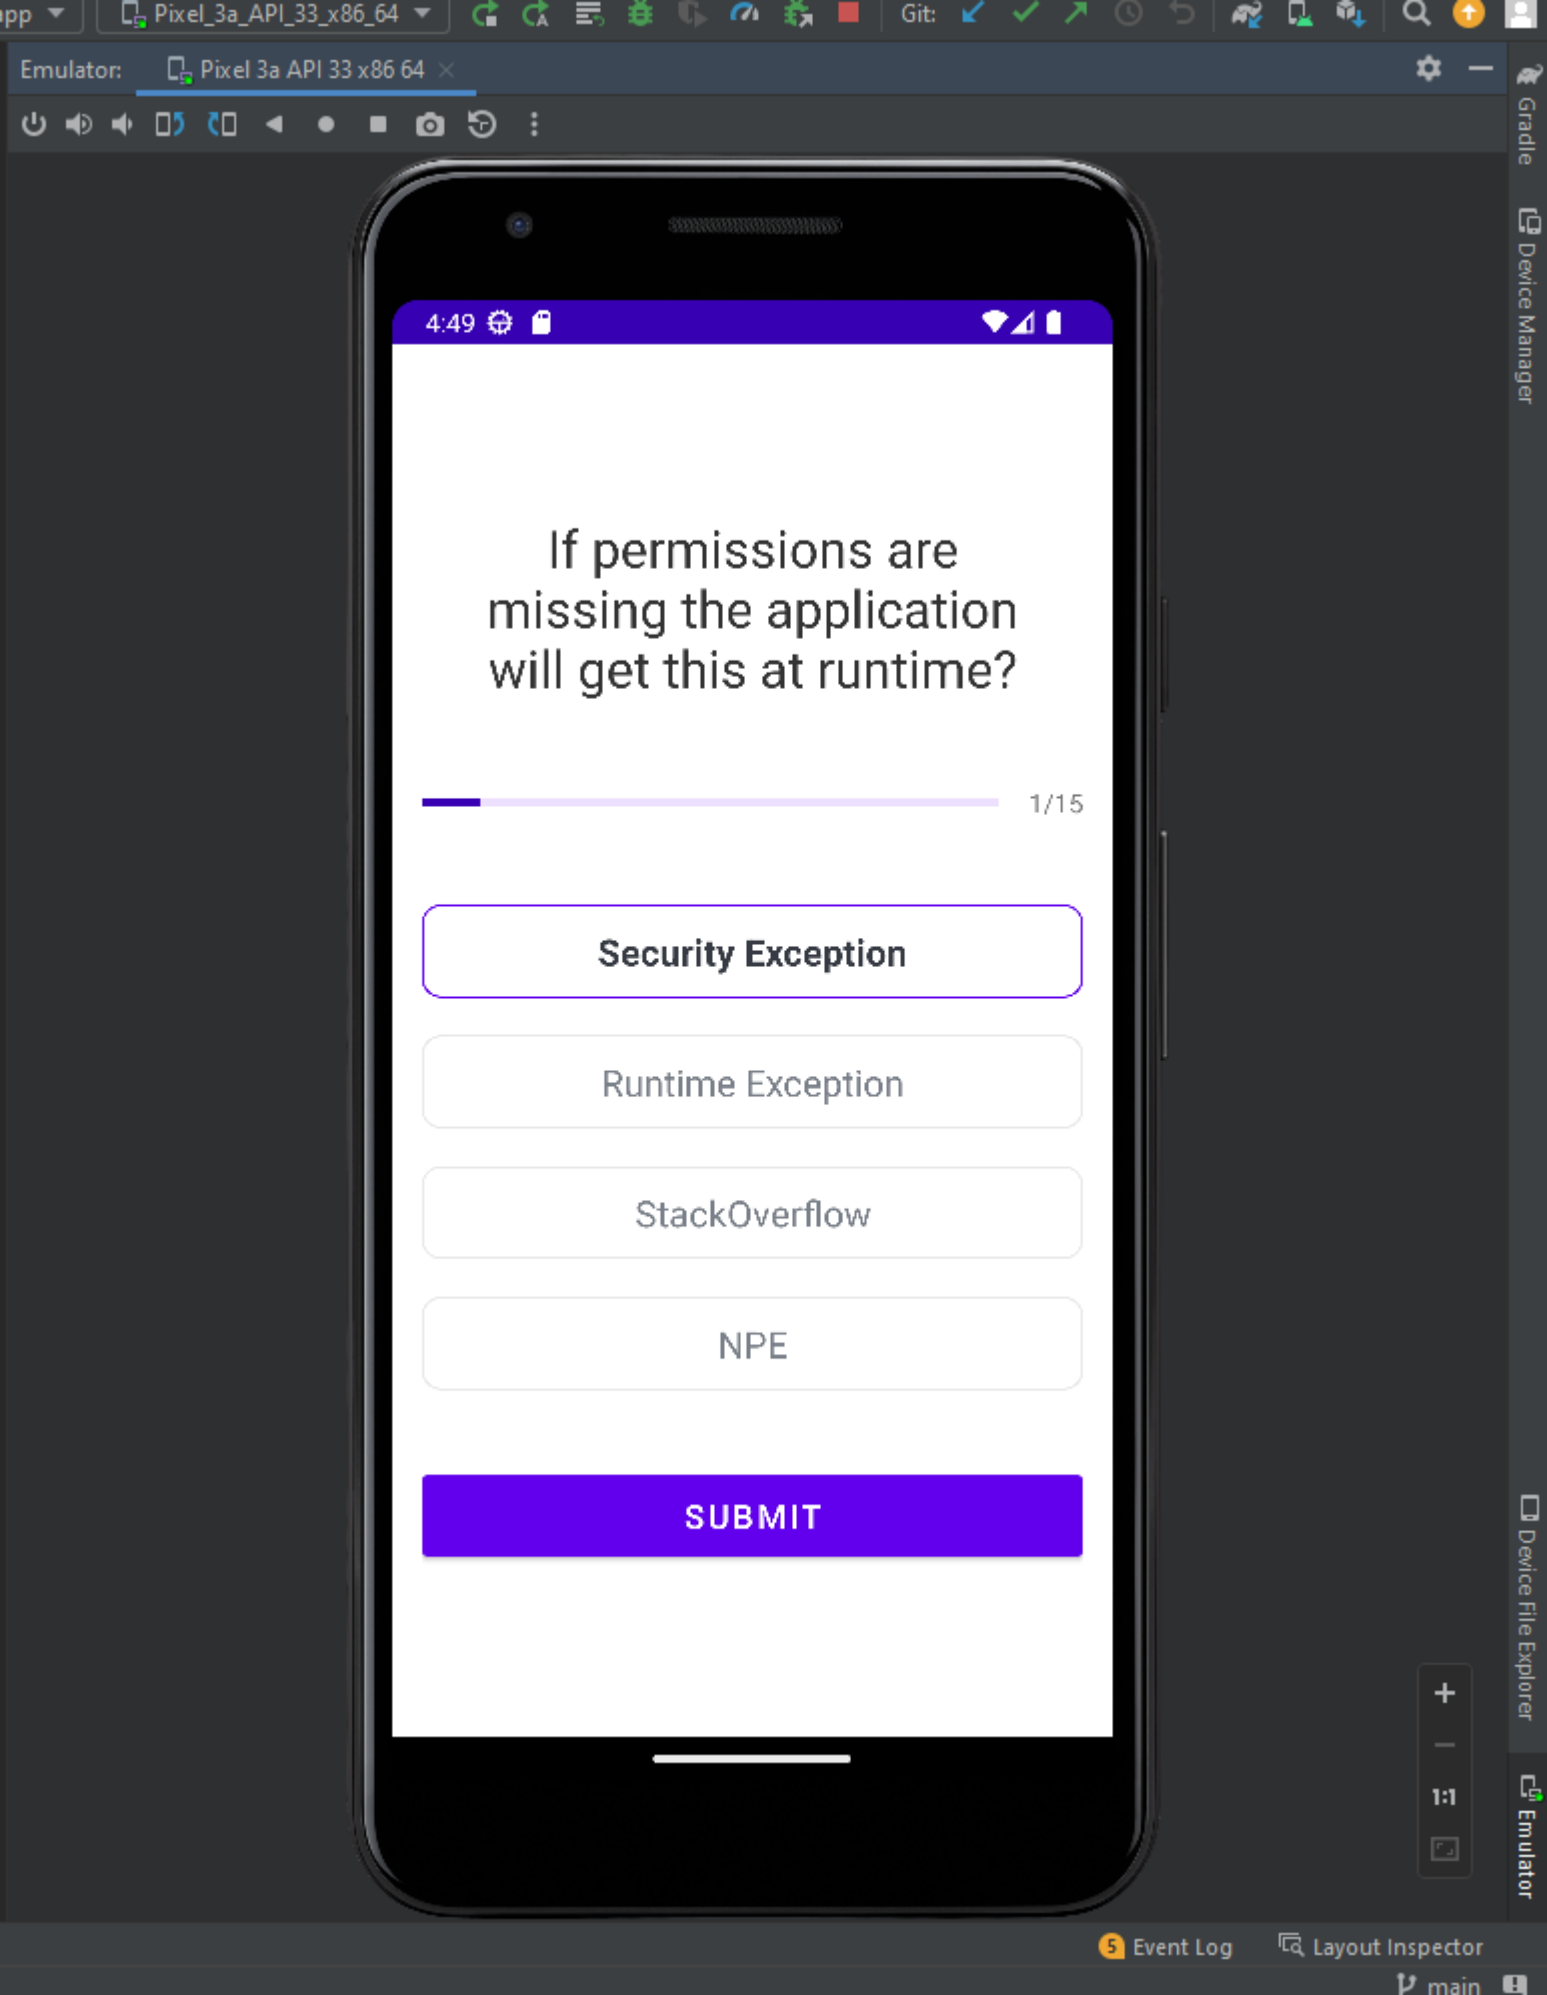 app
Pixel_3a_API_33_x86_64
Git:
Emulator:
Pixel 3a API 33 x86 64
Gradle
Device Manager
4:49
If permissions are
missing the application
will get this at runtime?
1/15
Security Exception
Runtime Exception
StackOverflow
NPE
SUBMIT
Device File Explorer
1:1
Emulator
5 Event Log
Layout Inspector
main